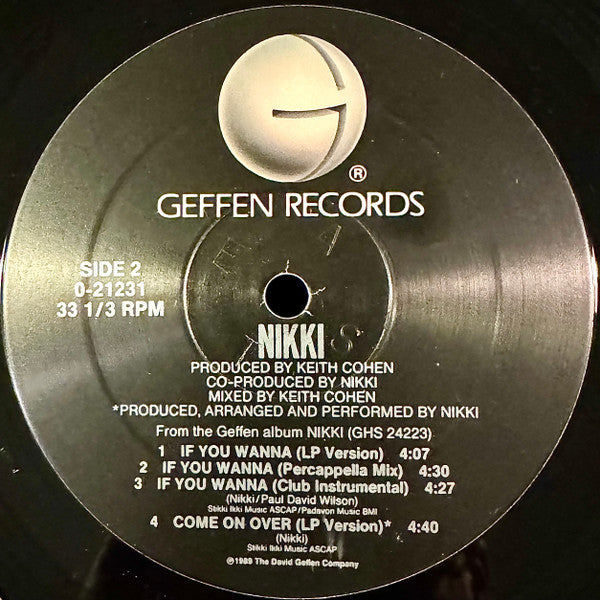 G
®
GEFFEN RECORDS
SIDE 2
0-21231
33 1/3 RPM
NIKKI
PRODUCED BY KEITH COHEN
CO-PRODUCED BY NIKKI
MIXED BY KEITH COHEN
*PRODUCED, ARRANGED AND PERFORMED BY NIKKI
From the Geffen album NIKKI (GHS 24223)
1 IF YOU WANNA (LP Version) 4:07
2 IF YOU WANNA (Percappella Mix) 4:30
3 IF YOU WANNA (Club Instrumental) 4:27
(Nikki/Paul David Wilson)
Stikki Ikki Music ASCAP/Padavon Music BMI
4 COME ON OVER (LP Version)* 4:40
(Nikki)
Stikki Ikki Music ASCAP
℗1989 The David Geffen Company